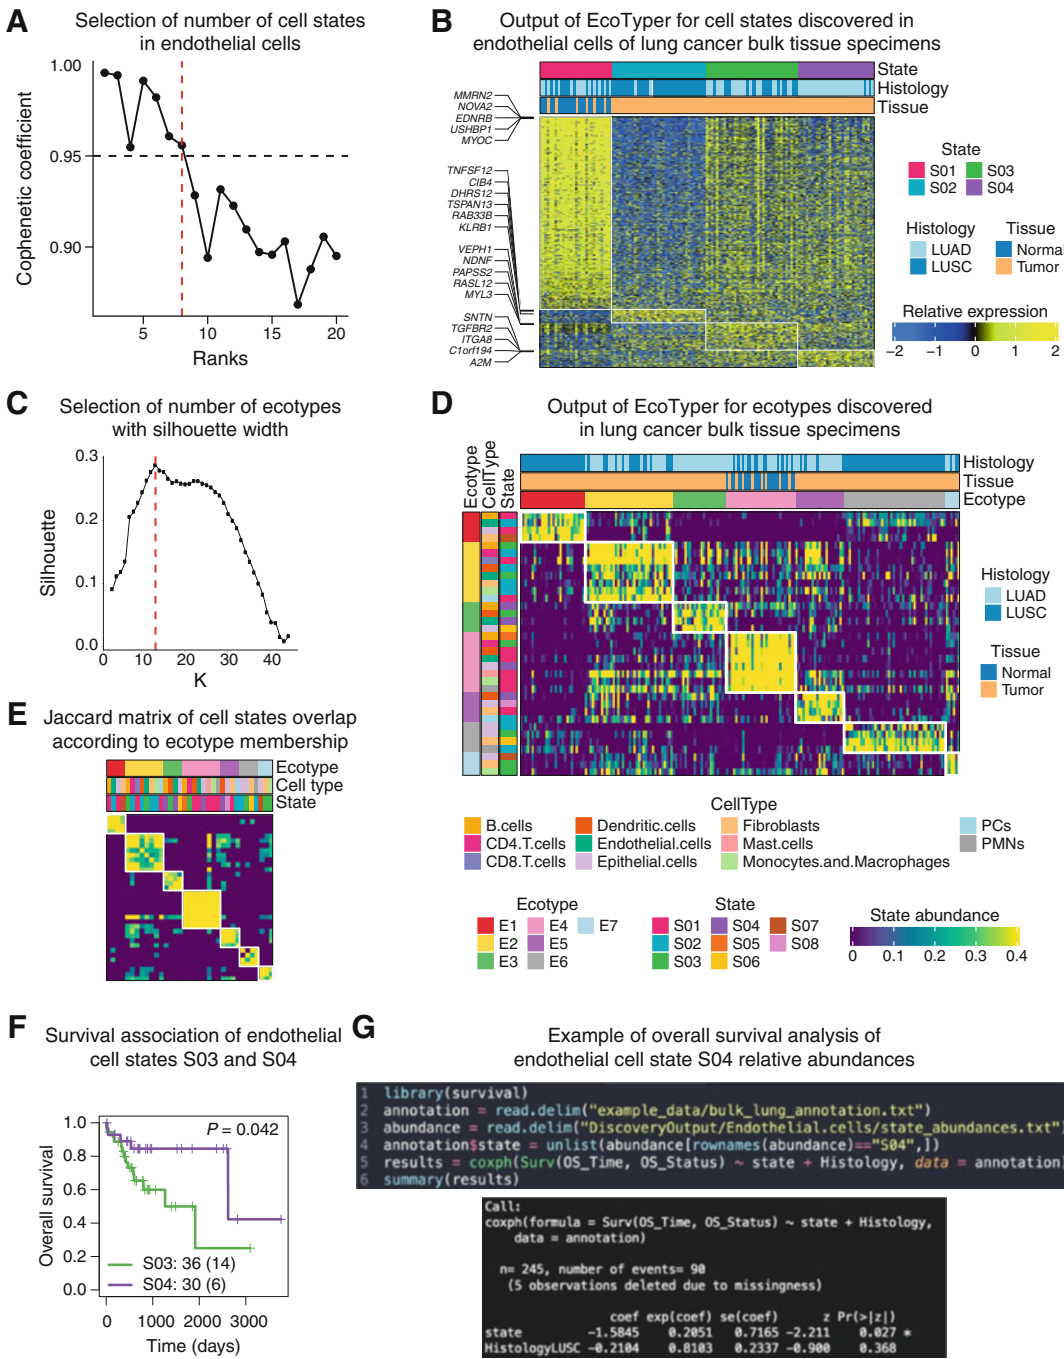 A Selection of number of cell states
in endothelial cells
1.00
0.95
0.90
Cophenetic coefficient
5 10 15 20
Ranks
B Output of EcoTyper for cell states discovered in
endothelial cells of lung cancer bulk tissue specimens
State
Histology
Tissue
MMRN2
NOVA2
EDNRB
USHBP1
MYOC
TNFSF12
CIB4
DHRS12
TSPAN13
RAB33B
KLRB1
VEPH1
NDNF
PAPSS2
RASL12
MYL3
SNTN
TGFBR2
ITGA8
C1orf194
A2M
State
S01 S03
S02 S04
Histology Tissue
LUAD Normal
LUSC Tumor
Relative expression
−2 −1 0 1 2
C Selection of number of ecotypes
with silhouette width
0.3
0.2
0.1
0.0
Silhouette
0 10 20 30 40
K
D Output of EcoTyper for ecotypes discovered
in lung cancer bulk tissue specimens
Histology
Tissue
Ecotype
Ecotype
CellType
State
Histology
LUAD
LUSC
Tissue
Normal
Tumor
CellType
B.cells Dendritic.cells Fibroblasts PCs
CD4.T.cells Endothelial.cells Mast.cells PMNs
CD8.T.cells Epithelial.cells Monocytes.and.Macrophages
Ecotype State State abundance
E1 E4 E7 S01 S04 S07
E2 E5 S02 S05 S08
E3 E6 S03 S06
0 0.1 0.2 0.3 0.4
E Jaccard matrix of cell states overlap
according to ecotype membership
Ecotype
Cell type
State
F Survival association of endothelial
cell states S03 and S04
P = 0.042
1.0
0.8
0.6
0.4
0.2
0.0
Overall survival
S03: 36 (14)
S04: 30 (6)
0 1000 2000 3000
Time (days)
G Example of overall survival analysis of
endothelial cell state S04 relative abundances
1 library(survival)
2 annotation = read.delim("example_data/bulk_lung_annotation.txt")
3 abundance = read.delim("DiscoveryOutput/Endothelial.cells/state_abundances.txt")
4 annotation$state = unlist(abundance[rownames(abundance)=="S04",])
5 results = coxph(Surv(OS_Time, OS_Status) ~ state + Histology, data = annotation)
6 summary(results)
Call:
coxph(formula = Surv(OS_Time, OS_Status) ~ state + Histology,
data = annotation)
n= 245, number of events= 90
(5 observations deleted due to missingness)
coef exp(coef) se(coef) z Pr(>|z|)
state -1.5845 0.2051 0.7165 -2.211 0.027 *
HistologyLUSC -0.2104 0.8103 0.2337 -0.900 0.368